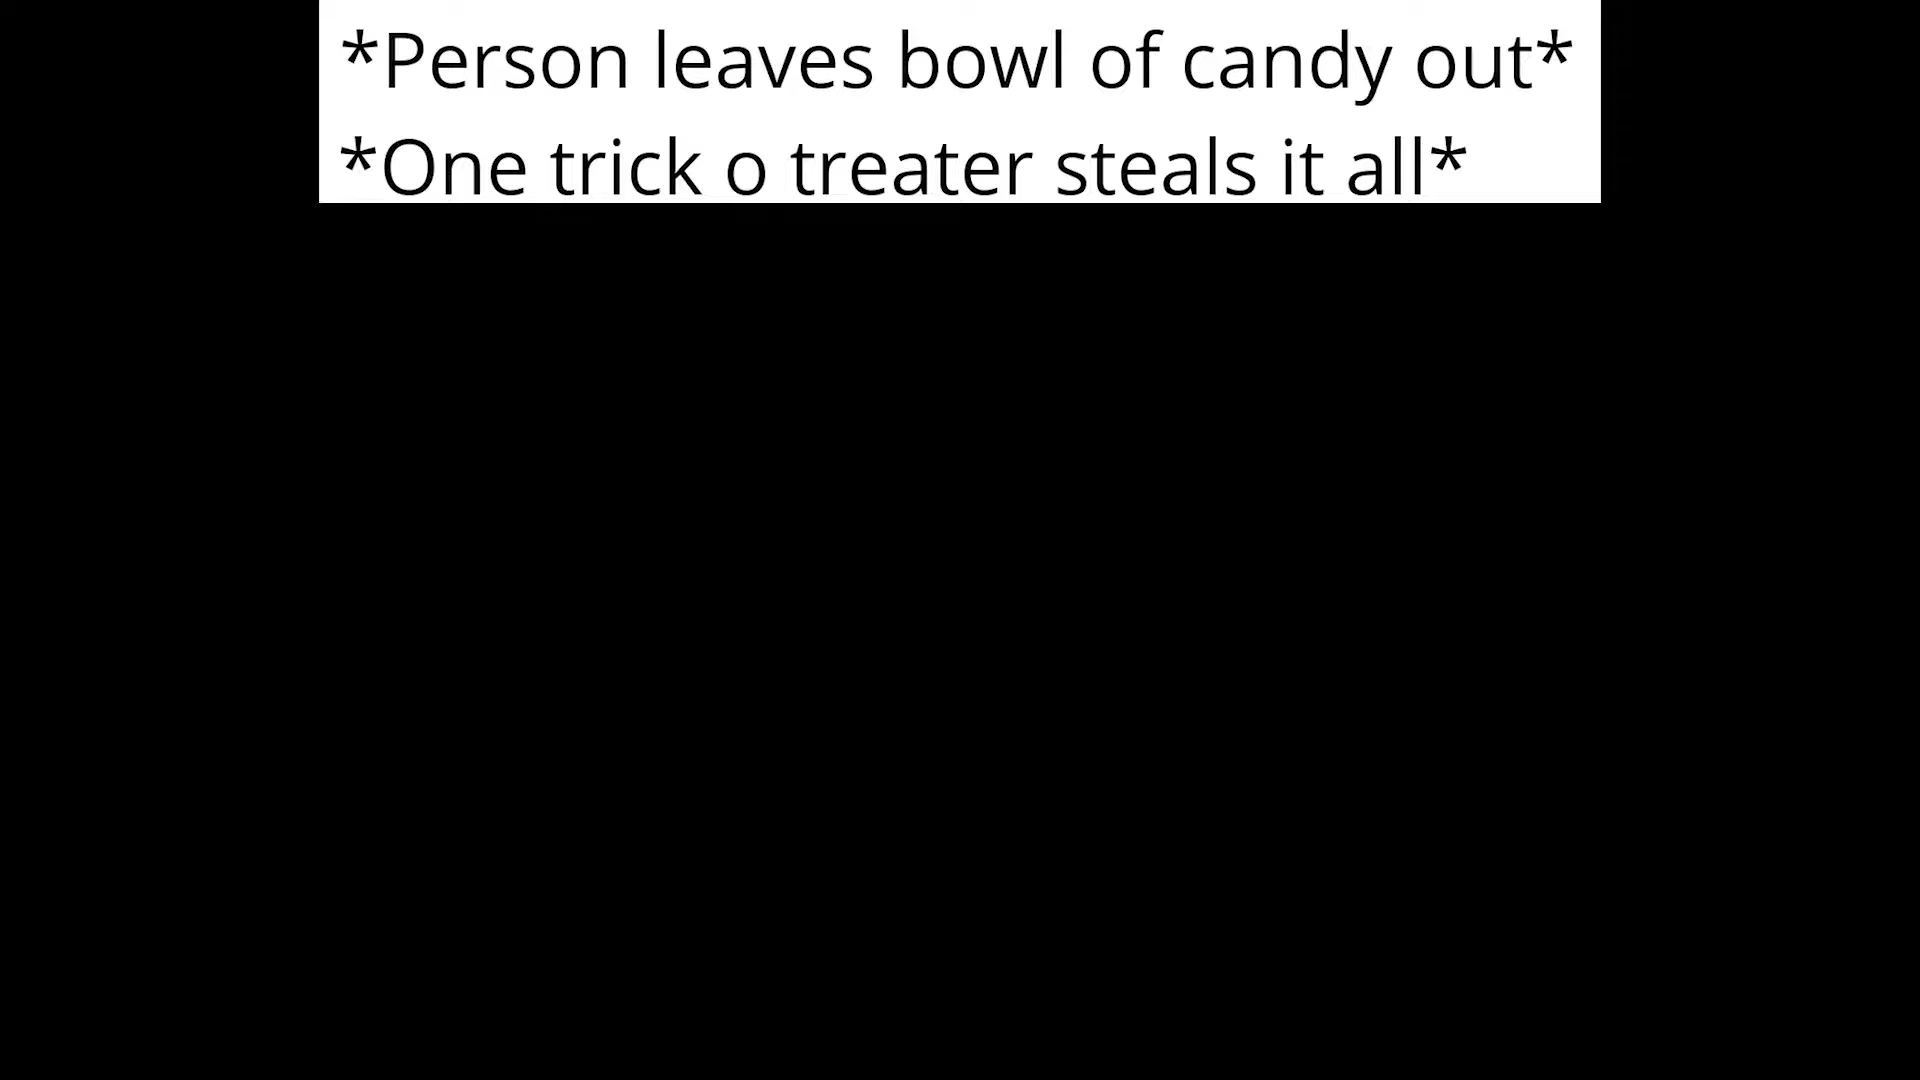 *Person leaves bowl of candy out*
*One trick o treater steals it all*